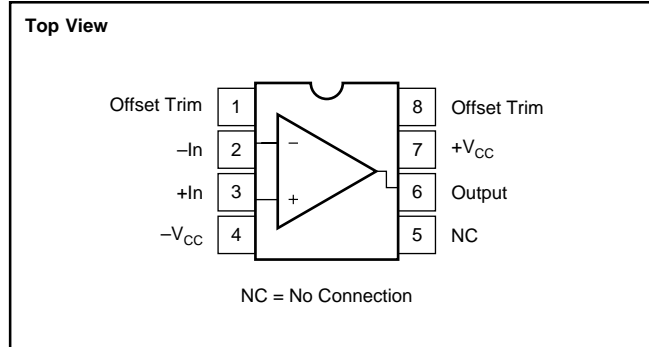 Top View
Offset Trim 1 8 Offset Trim
–In 2 – 7 +VCC
+In 3 + 6 Output
–VCC 4 5 NC
NC = No Connection